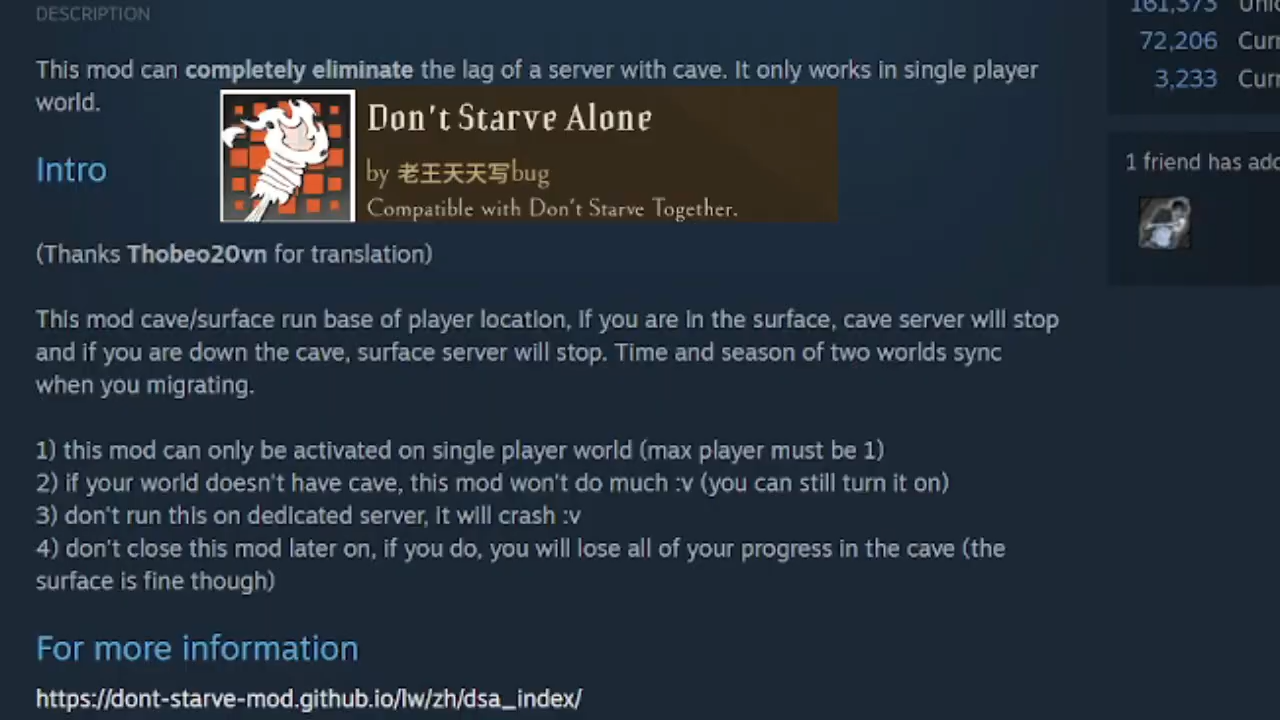 DESCRIPTION
This mod can completely eliminate the lag of a server with cave. It only works in single player
world.
Don't Starve Alone
by 老王天天写bug
Compatible with Don't Starve Together.
Intro
(Thanks Thobeo20vn for translation)
This mod cave/surface run base of player location, If you are in the surface, cave server will stop
and if you are down the cave, surface server will stop. Time and season of two worlds sync
when you migrating.
1) this mod can only be activated on single player world (max player must be 1)
2) if your world doesn't have cave, this mod won't do much :v (you can still turn it on)
3) don't run this on dedicated server, it will crash :v
4) don't close this mod later on, if you do, you will lose all of your progress in the cave (the
surface is fine though)
For more information
https://dont-starve-mod.github.io/lw/zh/dsa_index/
161,373
72,206 Curr
3,233 Curr
1 friend has add